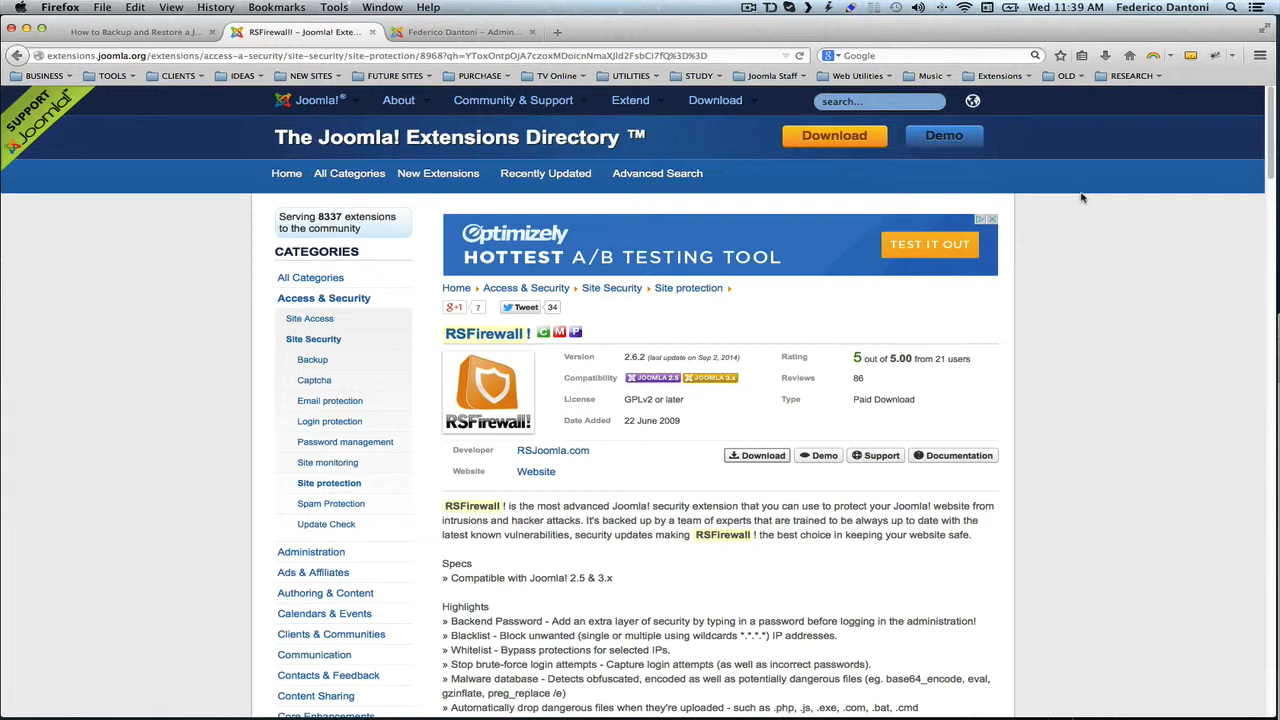 Firefox File Edit View History Bookmarks Tools Window Help Wed 11:39 AM Federico Dantoni
How to Backup and Restore a J... × RSFirewall! – Joomla! Exte... × Federico Dantoni – Admin... × +
extensions.joomla.org/extensions/access-a-security/site-security/site-protection/8968?qh=YToxOntpOjA7czoxMDoicnNmaXJld2FsbCI7fQ%3D%3D Google
BUSINESS TOOLS CLIENTS IDEAS NEW SITES FUTURE SITES PURCHASE TV Online UTILITIES STUDY Joomla Staff Web Utilities Music Extensions OLD RESEARCH
SUPPORT
Joomla!
Joomla!® About Community & Support Extend Download search...
The Joomla! Extensions Directory ™ Download Demo
Home All Categories New Extensions Recently Updated Advanced Search
Serving 8337 extensions
to the community
CATEGORIES
All Categories
Access & Security
Site Access
Site Security
Backup
Captcha
Email protection
Login protection
Password management
Site monitoring
Site protection
Spam Protection
Update Check
Administration
Ads & Affiliates
Authoring & Content
Calendars & Events
Clients & Communities
Communication
Contacts & Feedback
Content Sharing
Core Enhancements
Optimizely
HOTTEST A/B TESTING TOOL
TEST IT OUT
Home Access & Security Site Security Site protection
g+1 7 Tweet 34
RSFirewall ! C M P
RSFirewall!
Version 2.6.2 (last update on Sep 2, 2014) Rating 5 out of 5.00 from 21 users
Compatibility JOOMLA 2.5 JOOMLA 3.x Reviews 86
License GPLv2 or later Type Paid Download
Date Added 22 June 2009
Developer RSJoomla.com Download Demo Support Documentation
Website Website
RSFirewall ! is the most advanced Joomla! security extension that you can use to protect your Joomla! website from
intrusions and hacker attacks. It's backed up by a team of experts that are trained to be always up to date with the
latest known vulnerabilities, security updates making RSFirewall ! the best choice in keeping your website safe.
Specs
» Compatible with Joomla! 2.5 & 3.x
Highlights
» Backend Password - Add an extra layer of security by typing in a password before logging in the administration!
» Blacklist - Block unwanted (single or multiple using wildcards *.*.*.*) IP addresses.
» Whitelist - Bypass protections for selected IPs.
» Stop brute-force login attempts - Capture login attempts (as well as incorrect passwords).
» Malware database - Detects obfuscated, encoded as well as potentially dangerous files (eg. base64_encode, eval,
gzinflate, preg_replace /e)
» Automatically drop dangerous files when they're uploaded - such as .php, .js, .exe, .com, .bat, .cmd